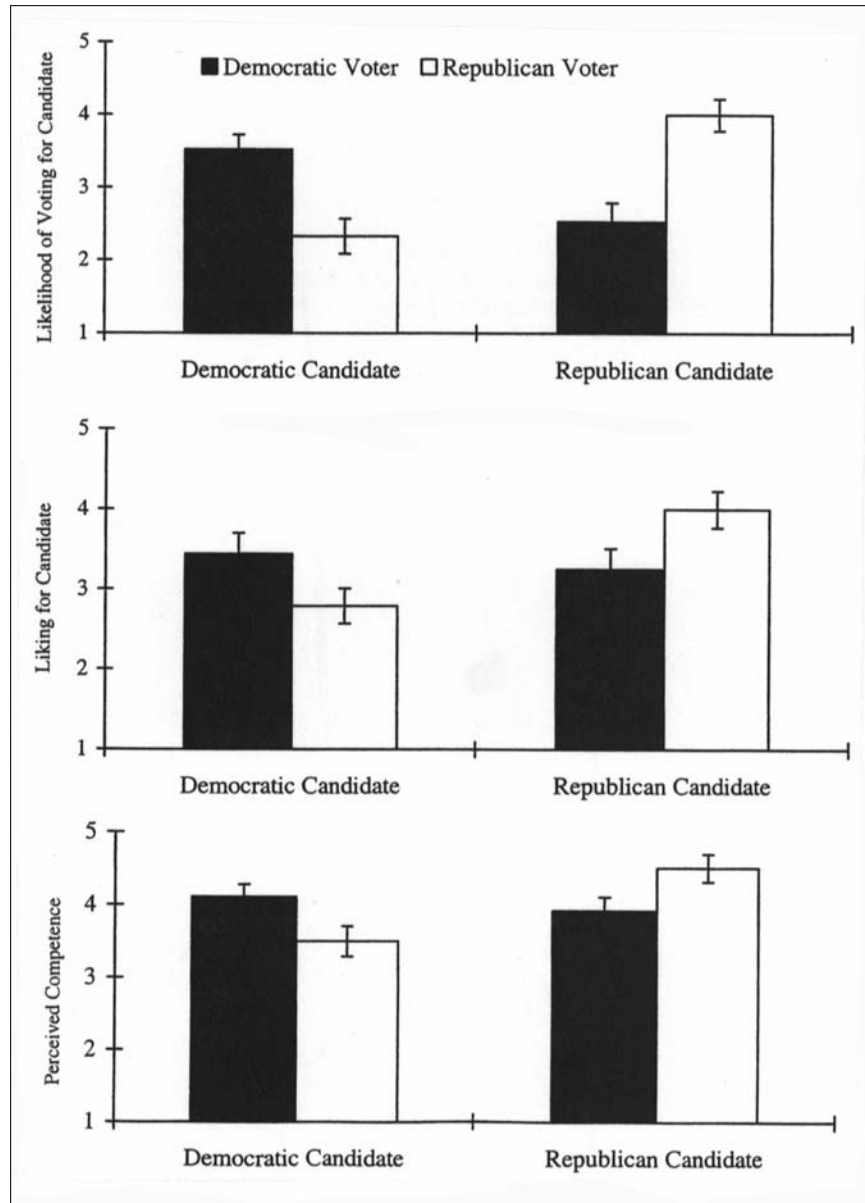 5
Democratic Voter Republican Voter
4
3
2
1
Likelihood of Voting for Candidate
Democratic Candidate Republican Candidate
5
4
3
2
1
Liking for Candidate
Democratic Candidate Republican Candidate
5
4
3
2
1
Perceived Competence
Democratic Candidate Republican Candidate